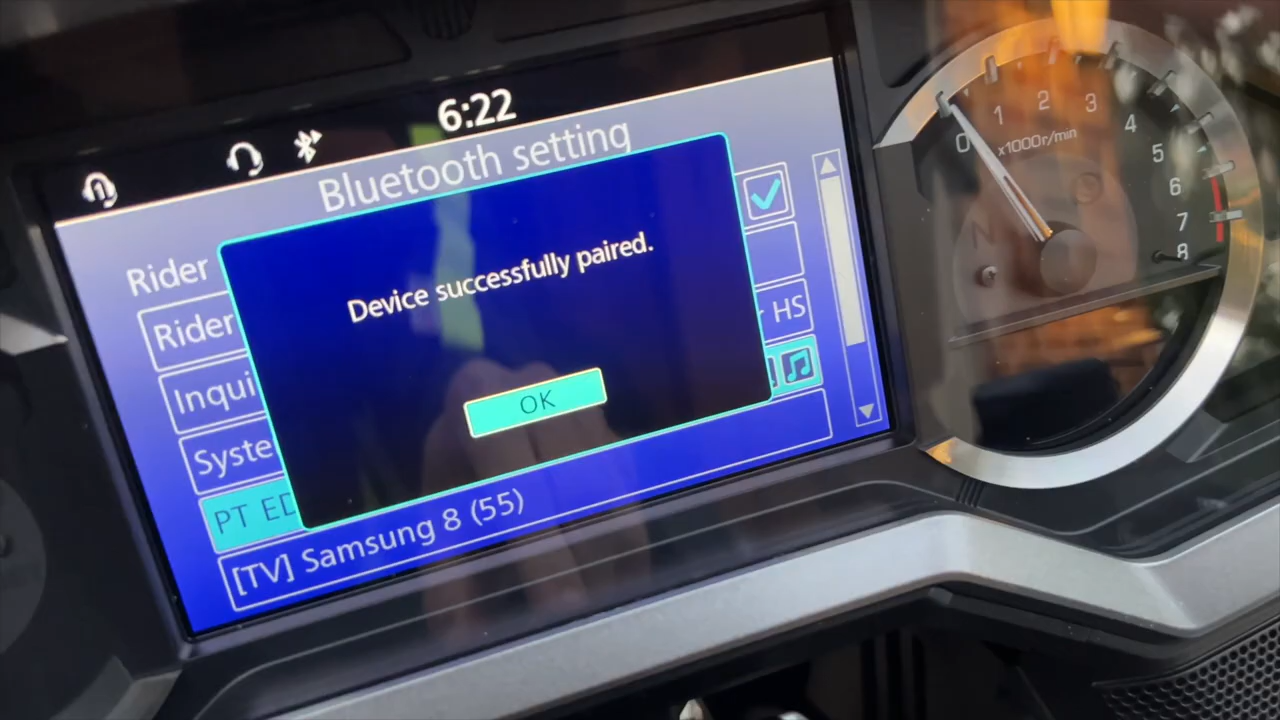 6:22
Bluetooth setting
Rider
Rider
Inqui
Syste
PT ED
[TV] Samsung 8 (55)
HS
Device successfully paired.
OK
0 1 2 3 4 5 6 7 8
x1000r/min
N